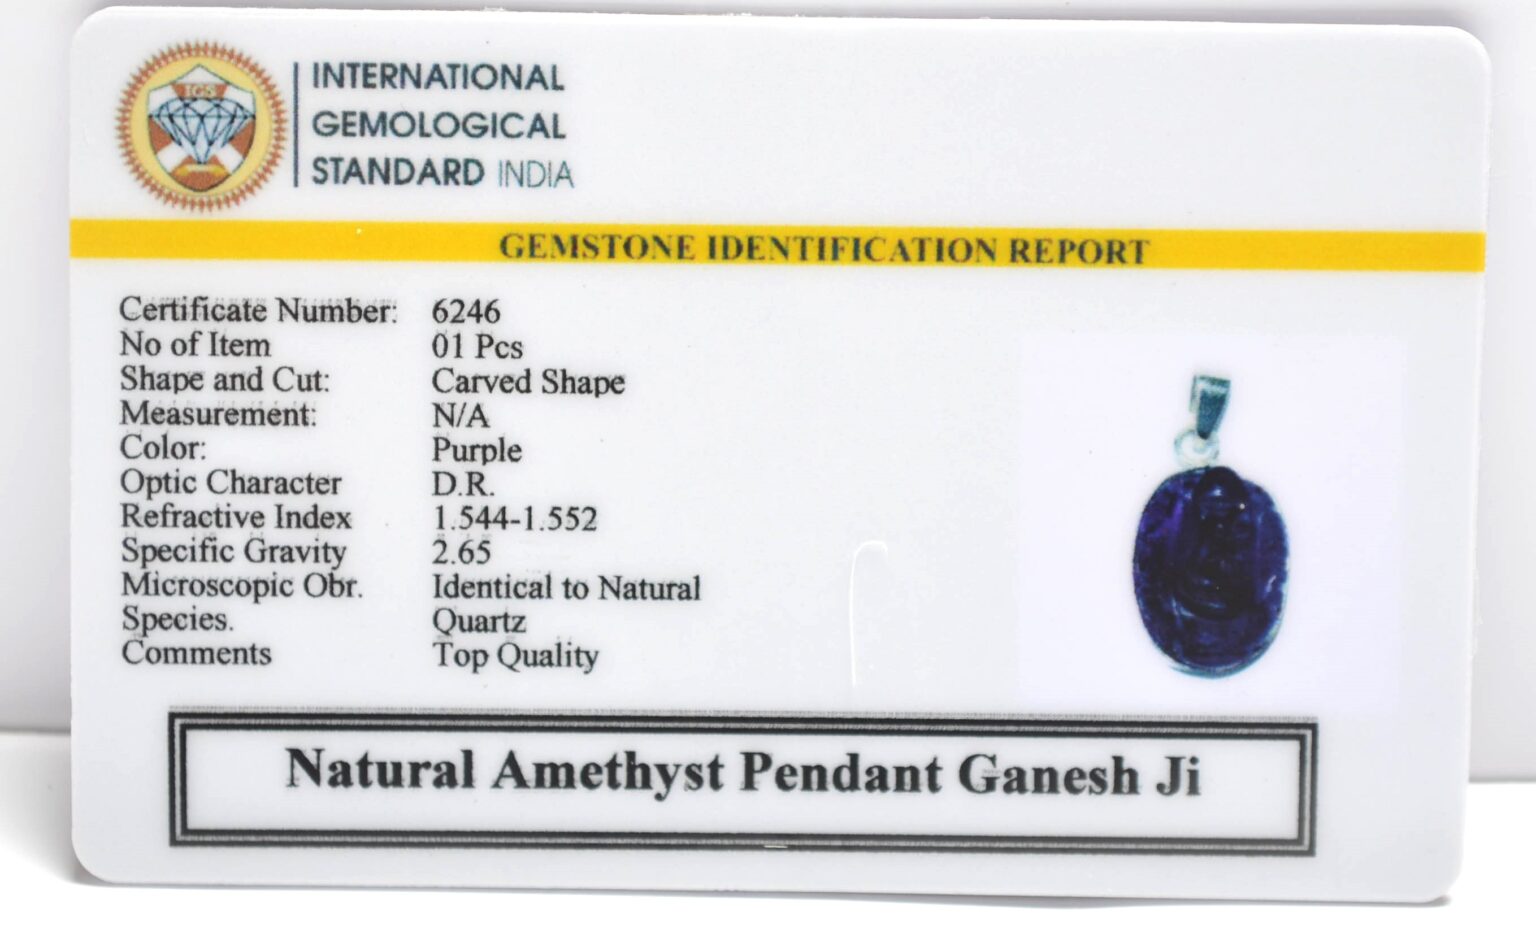 IGS
INTERNATIONAL
GEMOLOGICAL
STANDARD INDIA
GEMSTONE IDENTIFICATION REPORT
Certificate Number: 6246
No of Item 01 Pcs
Shape and Cut: Carved Shape
Measurement: N/A
Color: Purple
Optic Character D.R.
Refractive Index 1.544-1.552
Specific Gravity 2.65
Microscopic Obr. Identical to Natural
Species. Quartz
Comments Top Quality
Natural Amethyst Pendant Ganesh Ji